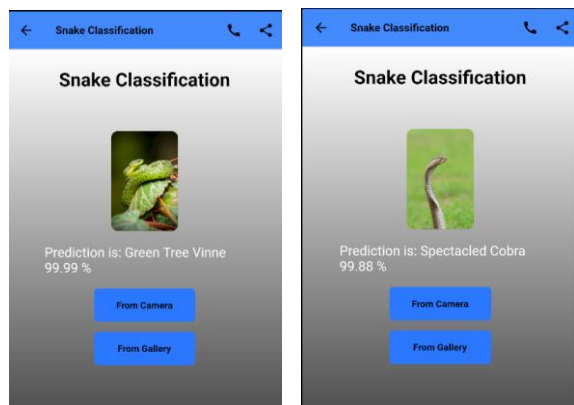 Snake Classification
Snake Classification
Prediction is: Green Tree Vinne
99.99 %
From Camera
From Gallery
Snake Classification
Snake Classification
Prediction is: Spectacled Cobra
99.88 %
From Camera
From Gallery